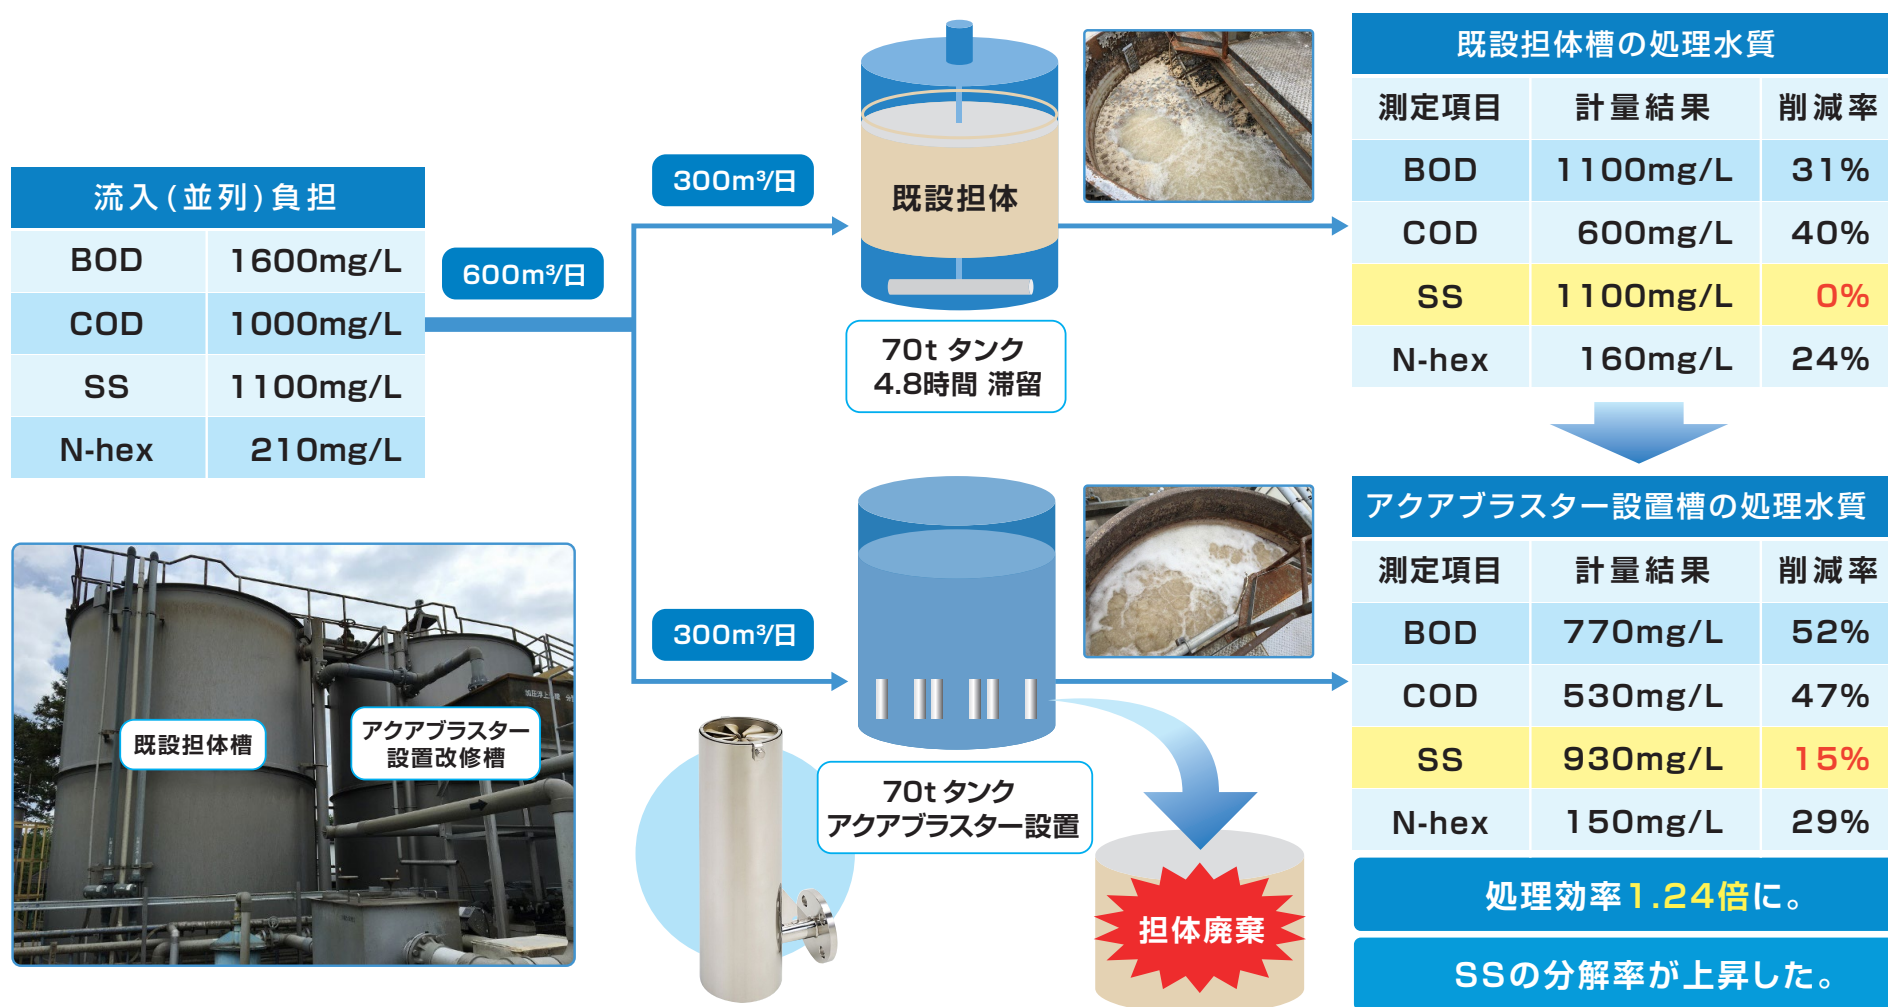 流入(並列)負担
BOD 1600mg/L
COD 1000mg/L
SS 1100mg/L
N-hex 210mg/L
600m³/日
300m³/日
既設担体
70t タンク
4.8時間 滞留
既設担体槽の処理水質
測定項目 計量結果 削減率
BOD 1100mg/L 31%
COD 600mg/L 40%
SS 1100mg/L 0%
N-hex 160mg/L 24%
300m³/日
70t タンク
アクアブラスター設置
担体廃棄
アクアブラスター設置槽の処理水質
測定項目 計量結果 削減率
BOD 770mg/L 52%
COD 530mg/L 47%
SS 930mg/L 15%
N-hex 150mg/L 29%
処理効率1.24倍に。
SSの分解率が上昇した。
既設担体槽
アクアブラスター
設置改修槽